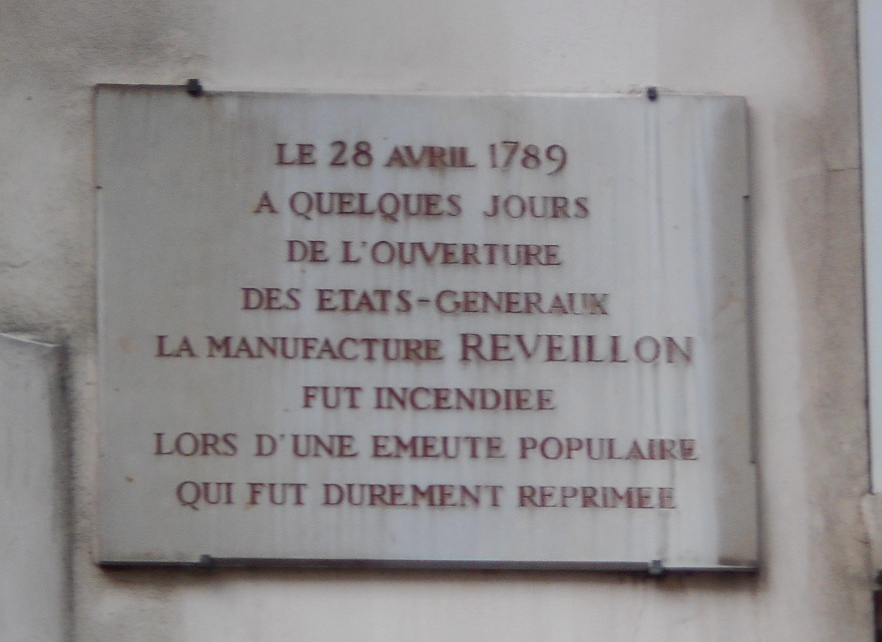 LE 28 AVRIL 1789
A QUELQUES JOURS
DE L'OUVERTURE
DES ETATS-GENERAUX
LA MANUFACTURE REVEILLON
FUT INCENDIEE
LORS D'UNE EMEUTE POPULAIRE
QUI FUT DUREMENT REPRIMEE